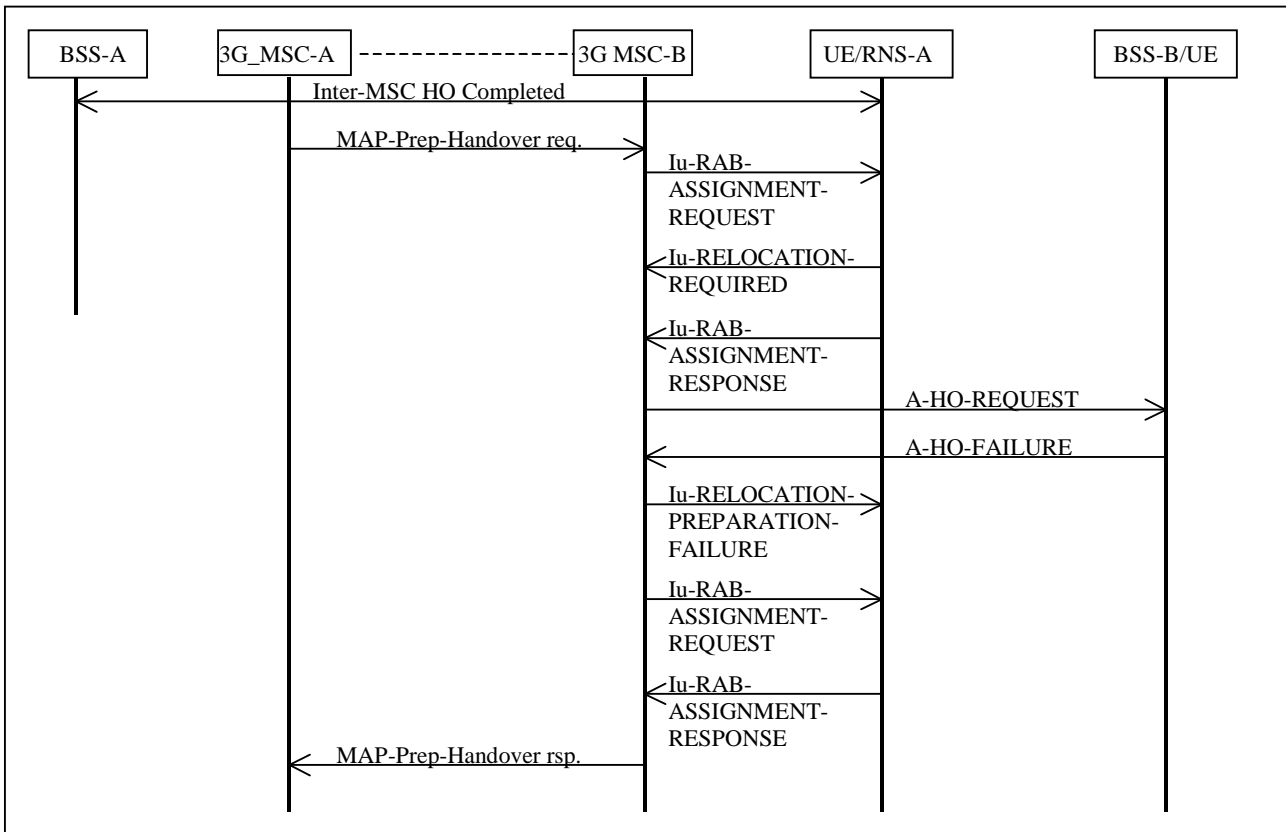 BSS-A
3G_MSC-A
3G MSC-B
UE/RNS-A
BSS-B/UE
Inter-MSC HO Completed
MAP-Prep-Handover req.
Iu-RAB-
ASSIGNMENT-
REQUEST
Iu-RELOCATION-
REQUIRED
Iu-RAB-
ASSIGNMENT-
RESPONSE
A-HO-REQUEST
A-HO-FAILURE
Iu-RELOCATION-
PREPARATION-
FAILURE
Iu-RAB-
ASSIGNMENT-
REQUEST
Iu-RAB-
ASSIGNMENT-
RESPONSE
MAP-Prep-Handover rsp.